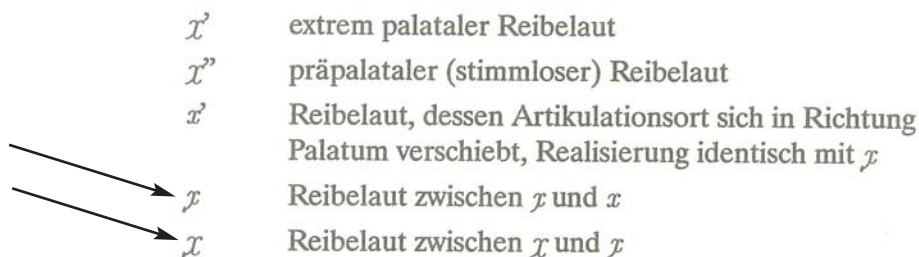 ꭓ’ extrem palataler Reibelaut
ꭓ” präpalataler (stimmloser) Reibelaut
x’ Reibelaut, dessen Artikulationsort sich in Richtung
Palatum verschiebt, Realisierung identisch mit ꭙ
ꭙ Reibelaut zwischen ꭗ und x
ꭕ Reibelaut zwischen ꭓ und ꭗ